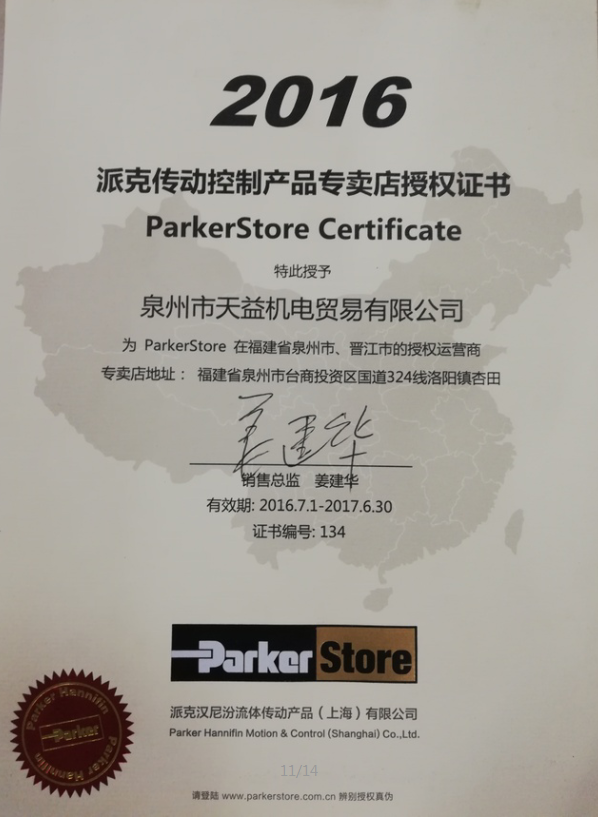 2016
派克传动控制产品专卖店授权证书
ParkerStore Certificate
特此授予
泉州市天益机电贸易有限公司
为 ParkerStore 在福建省泉州市、晋江市的授权运营商
专卖店地址： 福建省泉州市台商投资区国道324线洛阳镇杏田
姜建华
销售总监 姜建华
有效期: 2016.7.1-2017.6.30
证书编号: 134
Parker Store
派克汉尼汾流体传动产品（上海）有限公司
Parker Hannifin Motion & Control (Shanghai) Co.,Ltd.
Parker Hannifin
Parker
Parker Hannifin
11/14
请登陆 www.parkerstore.com.cn 辨别授权真伪